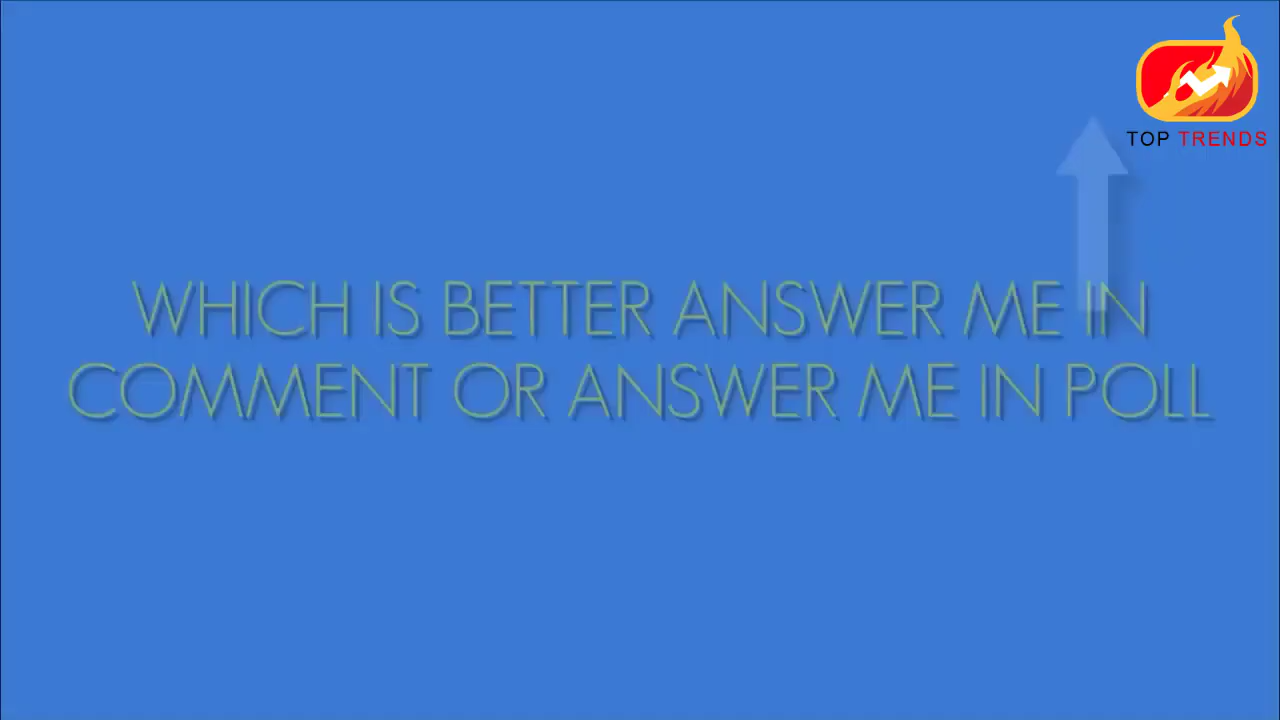 TOP TRENDS
WHICH IS BETTER ANSWER ME IN
COMMENT OR ANSWER ME IN POLL